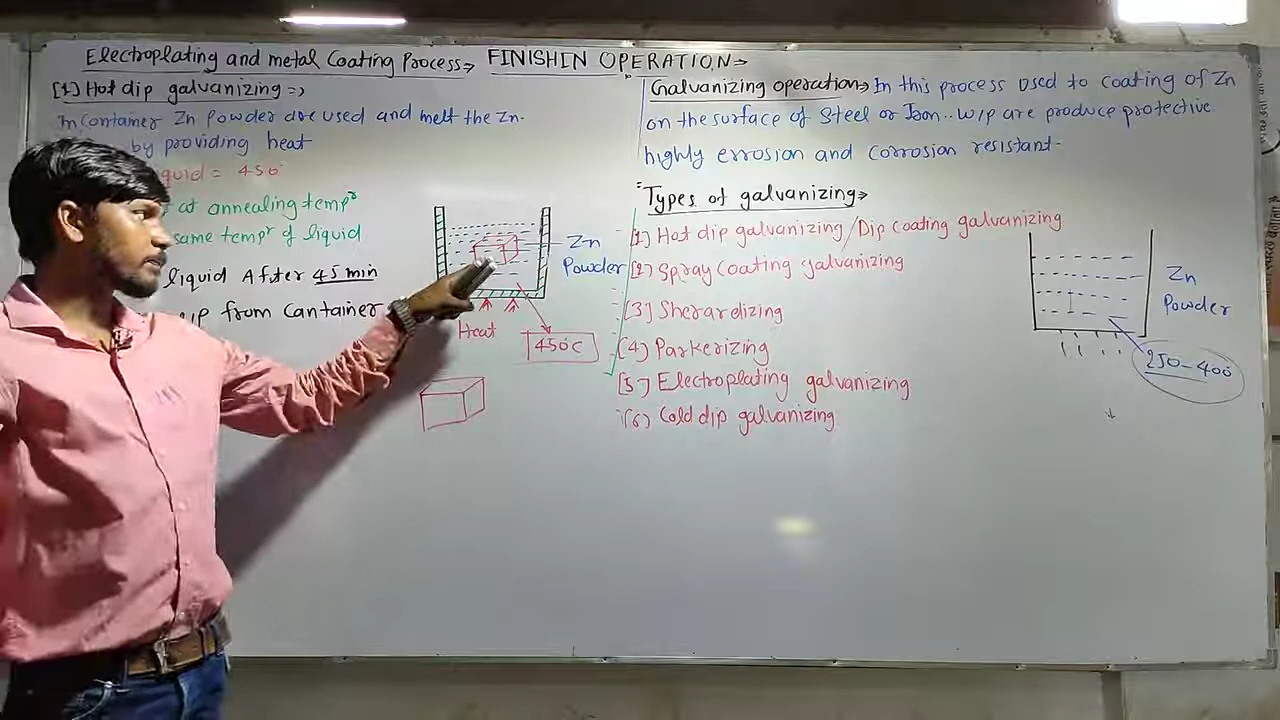 Electroplating and metal Coating Process→ FINISHIN OPERATION→
[1] Hot dip galvanizing =>
In Container Zn Powder are used and melt the Zn.
by providing heat
quid = 450°
at annealing tempr
same tempr of liquid
liquid After 45 min
from Cantainer
Zn
Powder
Heat
450°C
Galvanizing operation→ In this process used to coating of Zn
on the surface of Steel or Iron.. W/P are produce protective
highly errosion and corrosion resistant-
Types of galvanizing→
[1] Hot dip galvanizing/Dip coating galvanizing
[2] Spray Coating galvanizing
[3] Sherardizing
[4] Parkerizing
[5] Electroplating galvanizing
(6) Cold dip galvanizing
Zn
Powder
250-400